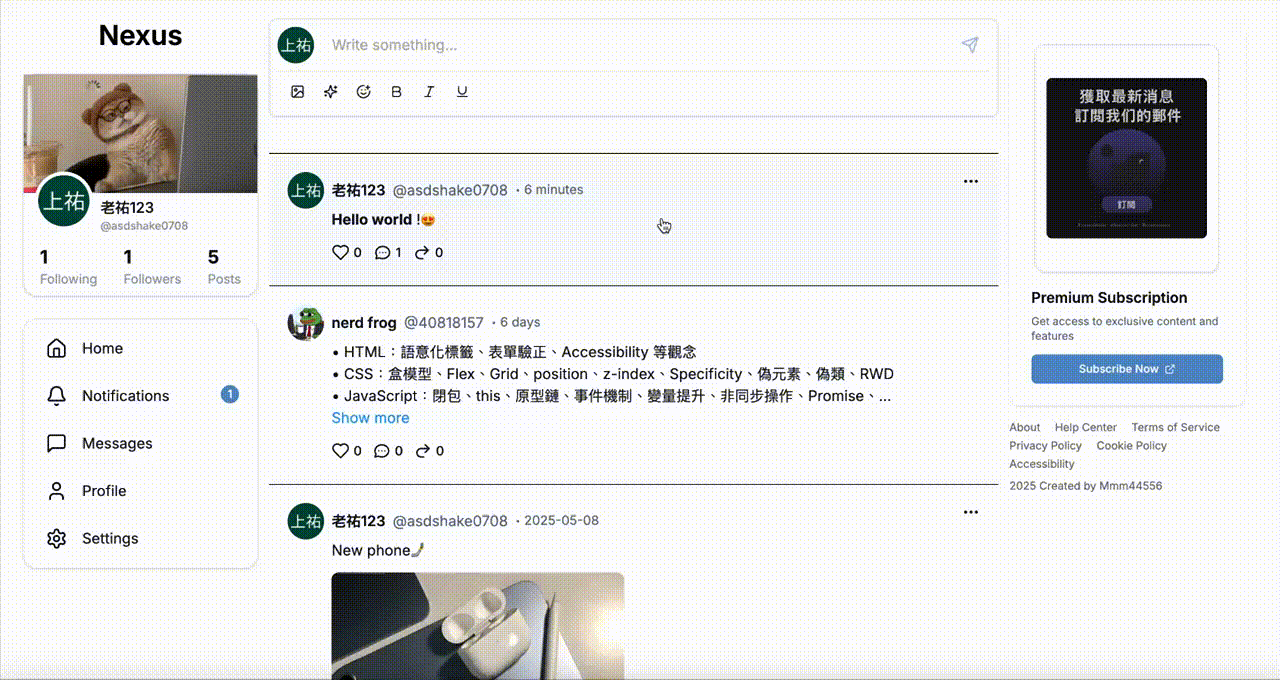 Nexus
上祐
老祐123
@asdshake0708
1 1 5
Following Followers Posts
Home
Notifications 1
Messages
Profile
Settings
上祐 Write something...
B I U
上祐 老祐123 @asdshake0708 · 6 minutes
Hello world !😍
0 1 0
nerd frog @40818157 · 6 days
• HTML：語意化標籤、表單驗正、Accessibility 等觀念
• CSS：盒模型、Flex、Grid、position、z-index、Specificity、偽元素、偽類、RWD
• JavaScript：閉包、this、原型鏈、事件機制、變量提升、非同步操作、Promise、...
Show more
0 0 0
上祐 老祐123 @asdshake0708 · 2025-05-08
New phone🤳
獲取最新消息
訂閱我们的郵件
訂閱
Premium Subscription
Get access to exclusive content and
features
Subscribe Now
About Help Center Terms of Service
Privacy Policy Cookie Policy
Accessibility
2025 Created by Mmm44556